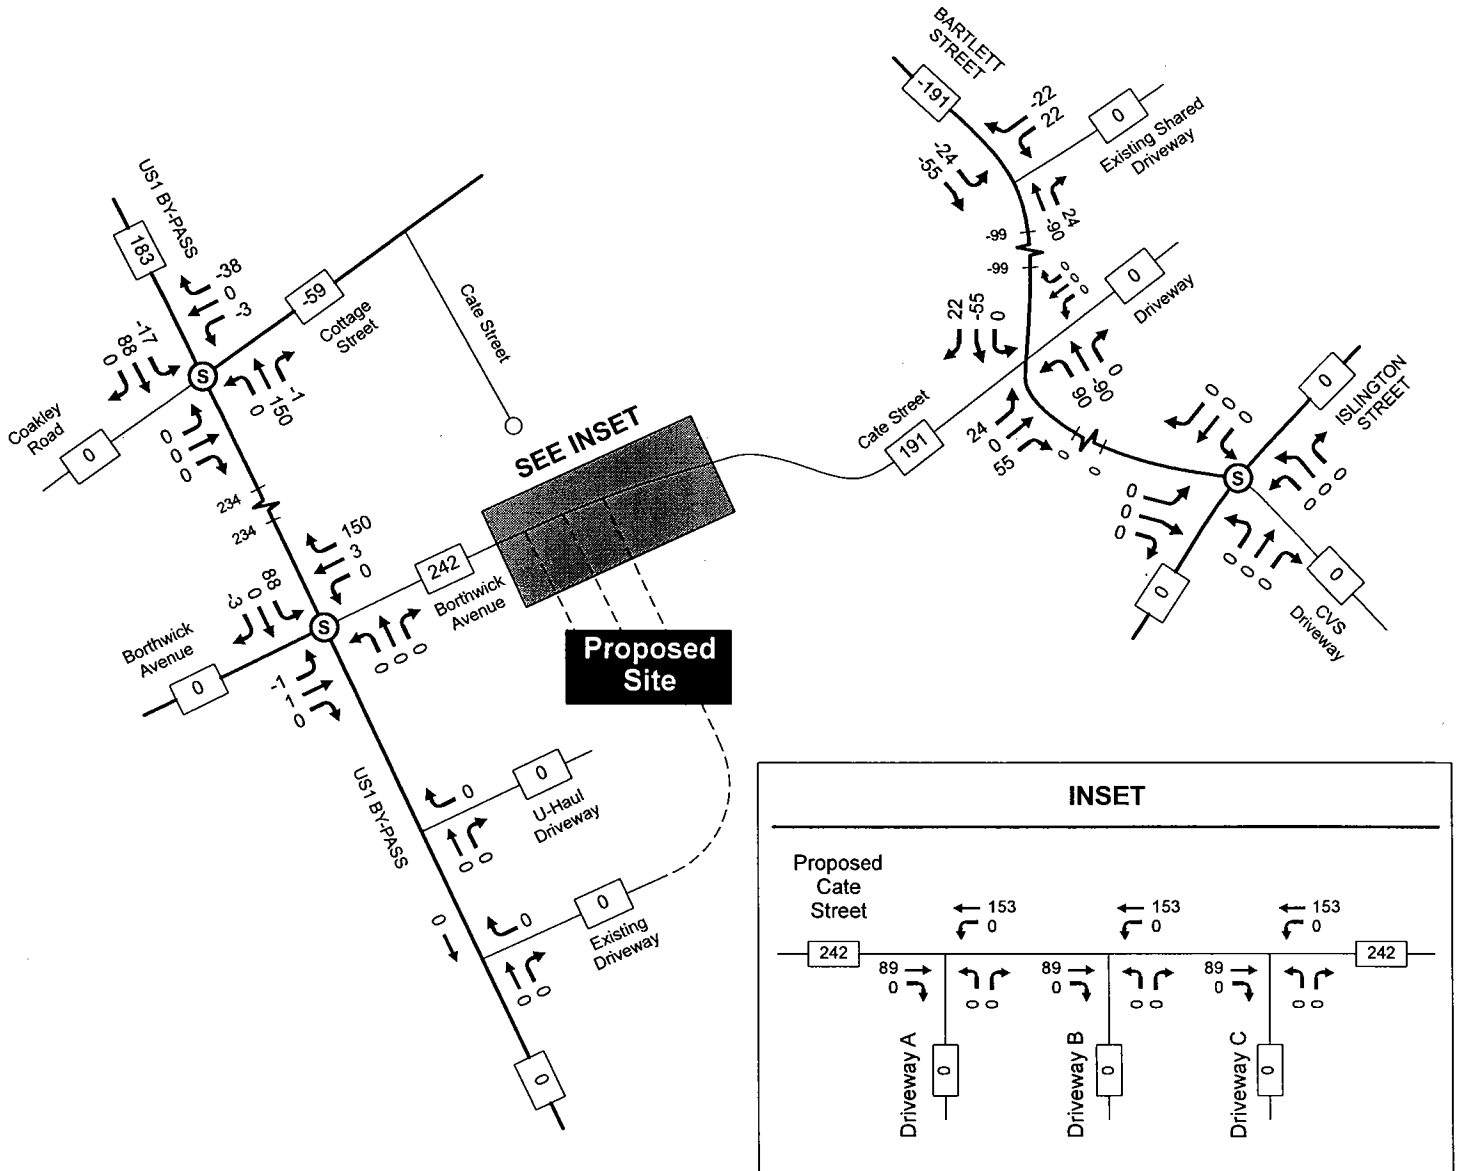 BARTLETT
STREET
-191
-22
22
0
Existing Shared
Driveway
-24
-55
24
-90
-99
-99
0
0
0
0
Driveway
22
-55
0
0
-90
90
Cate Street
191
24
0
55
0
0
0
0
0
0
ISLINGTON
STREET
S
0
0
0
0
0
0
0
0
0
0
0
CVS
Driveway
US1 BY-PASS
183
-38
0
-3
-59
Cottage
Street
Cate Street
-17
88
0
S
-1
150
0
Coakley
Road
0
0
0
0
234
234
SEE INSET
150
3
0
242
Borthwick
Avenue
88
0
-3
S
0
0
0
Borthwick
Avenue
0
-1
1
0
Proposed
Site
US1 BY-PASS
0
0
U-Haul
Driveway
0
0
0
0
0
Existing
Driveway
0
0
0
INSET
Proposed
Cate
Street
153
0
153
0
153
0
242
242
89
0
0
0
89
0
0
0
89
0
0
0
Driveway A
0
Driveway B
0
Driveway C
0